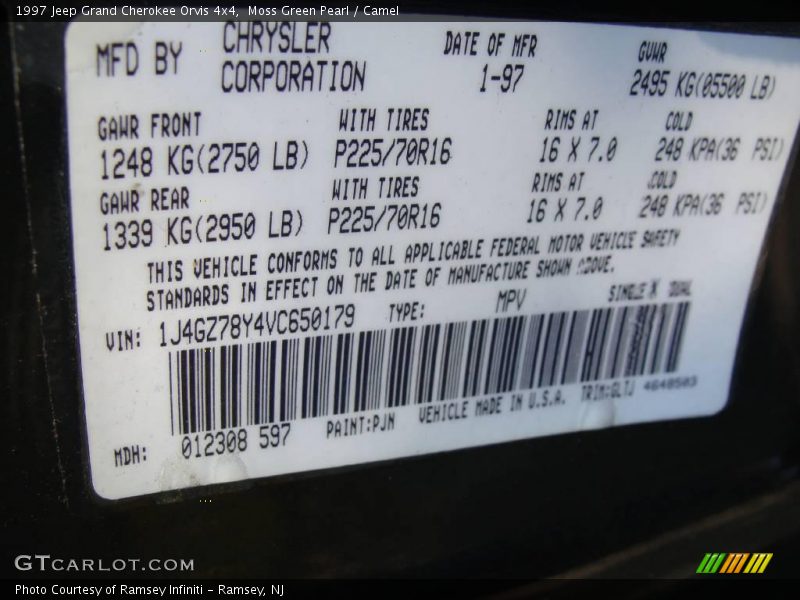 1997 Jeep Grand Cherokee Orvis 4x4,  Moss Green Pearl / Camel
MFD BY CHRYSLER CORPORATION DATE OF MFR 1-97 GVWR 2495 KG(05500 LB)
GAWR FRONT WITH TIRES RIMS AT COLD
1248 KG(2750 LB) P225/70R16 16 X 7.0 248 KPA(36 PSI)
GAWR REAR WITH TIRES RIMS AT COLD
1339 KG(2950 LB) P225/70R16 16 X 7.0 248 KPA(36 PSI)
THIS VEHICLE CONFORMS TO ALL APPLICABLE FEDERAL MOTOR VEHICLE SAFETY
STANDARDS IN EFFECT ON THE DATE OF MANUFACTURE SHOWN ABOVE.
VIN: 1J4GZ78Y4VC650179 TYPE: MPV SINGLE X DUAL
MDH: 012308 597 PAINT:PJN VEHICLE MADE IN U.S.A. TRIM:GLTJ 4648503
GTCARLOT.COM
Photo Courtesy of Ramsey Infiniti – Ramsey, NJ